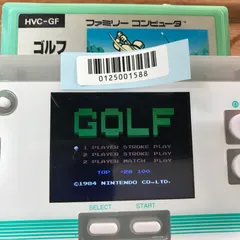 HVC-GF
ファミリー コンピュータ
ゴルフ
0125001588
GOLF
1 PLAYER STROKE PLAY
2 PLAYER STROKE PLAY
2 PLAYER MATCH PLAY
TOP -29 100
©1984 NINTENDO CO.,LTD.
SELECT
START